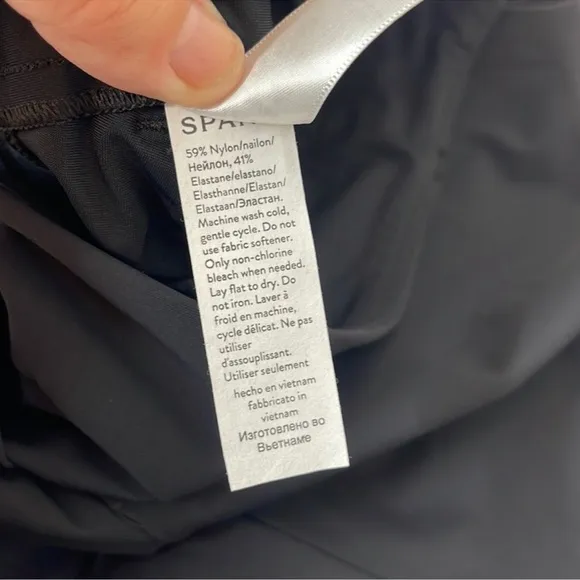 SPAN
59% Nylon/nailon/
Нейлон, 41%
Elastane/elastano/
Elasthanne/Elastan/
Elastaan/Эластан.
Machine wash cold,
gentle cycle. Do not
use fabric softener.
Only non-chlorine
bleach when needed.
Lay flat to dry. Do
not iron. Laver à
froid en machine,
cycle délicat. Ne pas
utiliser
d'assouplissant.
Utiliser seulement
hecho en vietnam
fabbricato in
vietnam
Изготовлено во
Вьетнаме